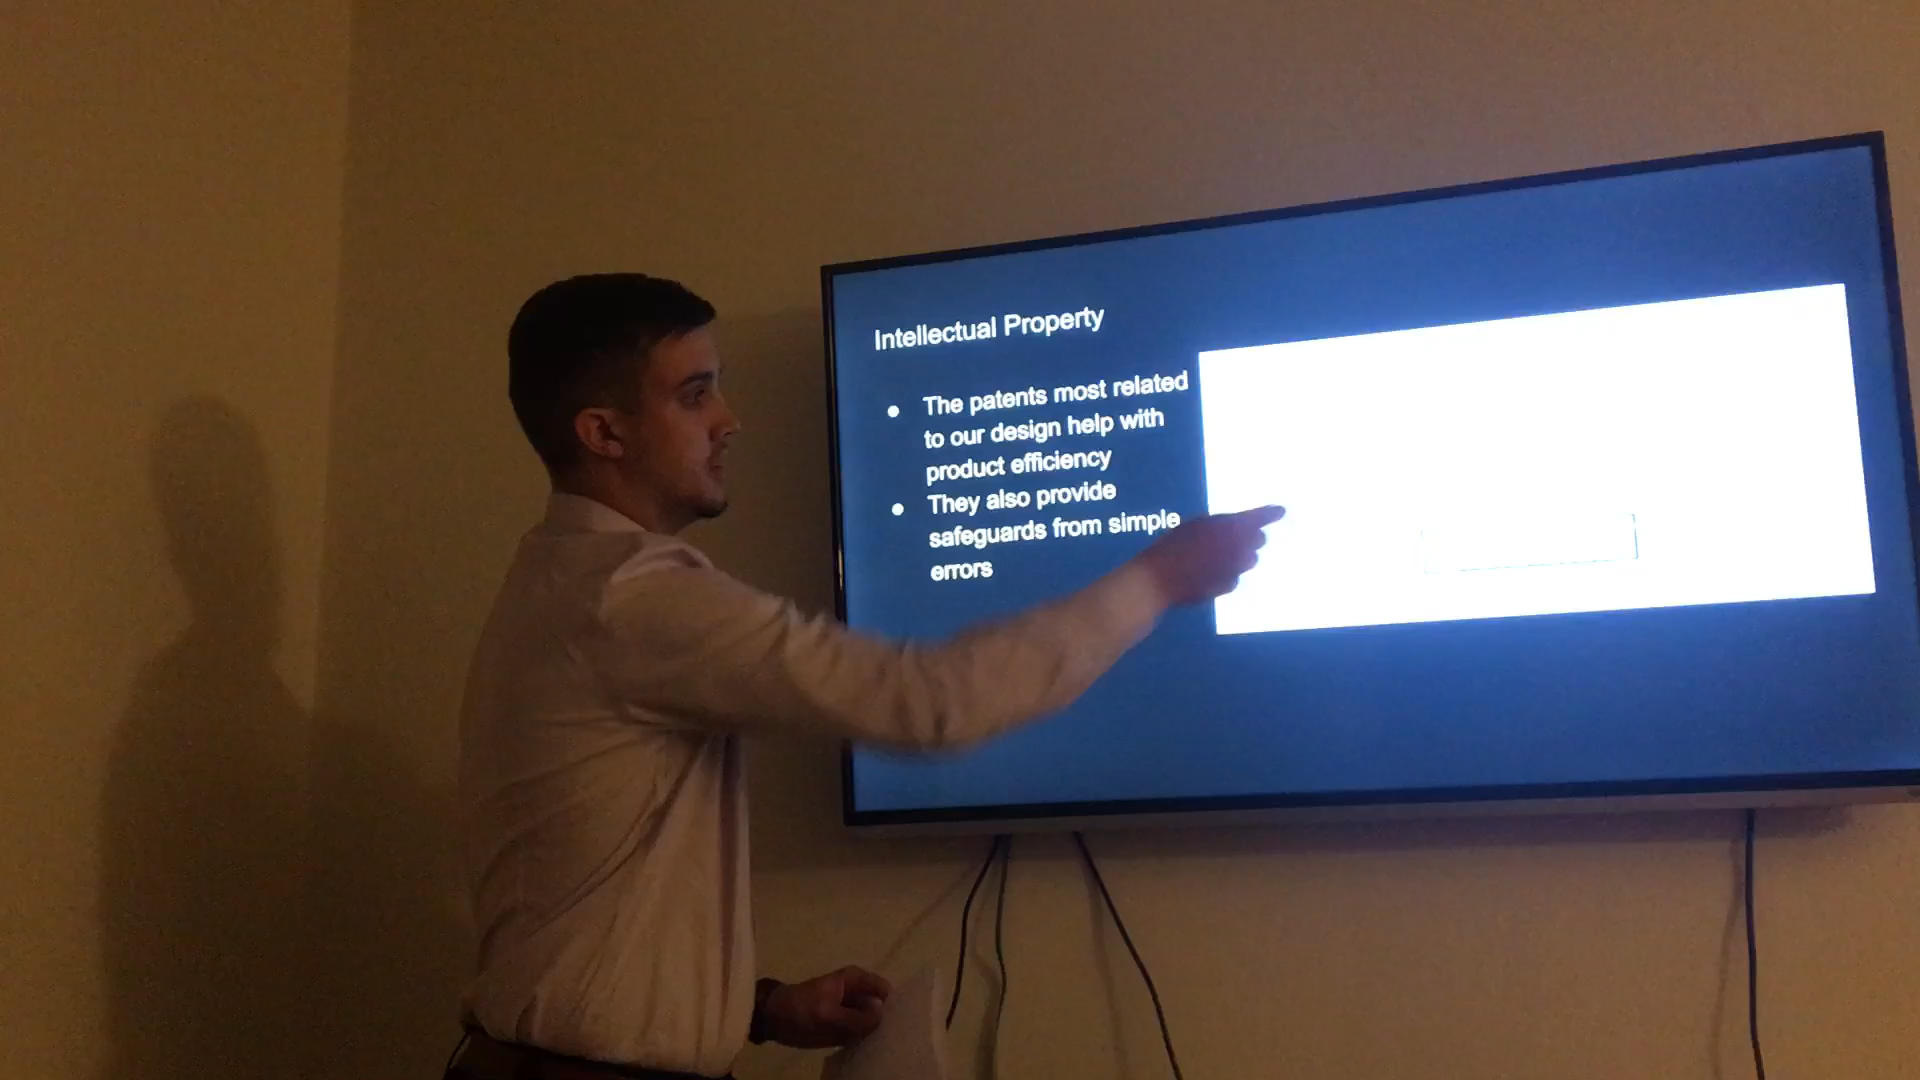 Intellectual Property
● The patents most related
to our design help with
product efficiency
● They also provide
safeguards from simple
errors